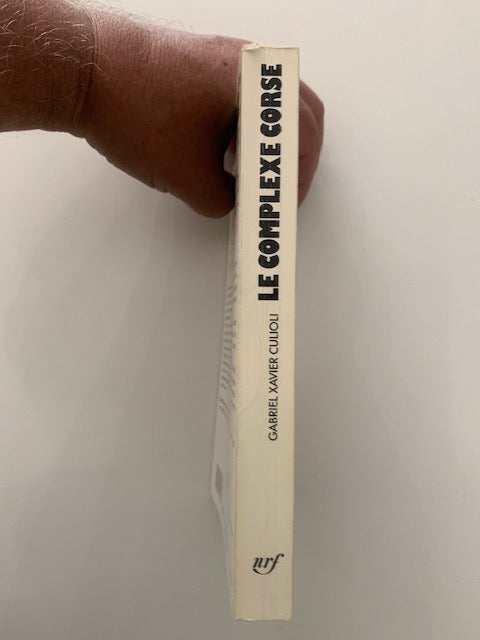 LE COMPLEXE CORSE
GABRIEL XAVIER CULIOLI
nrf